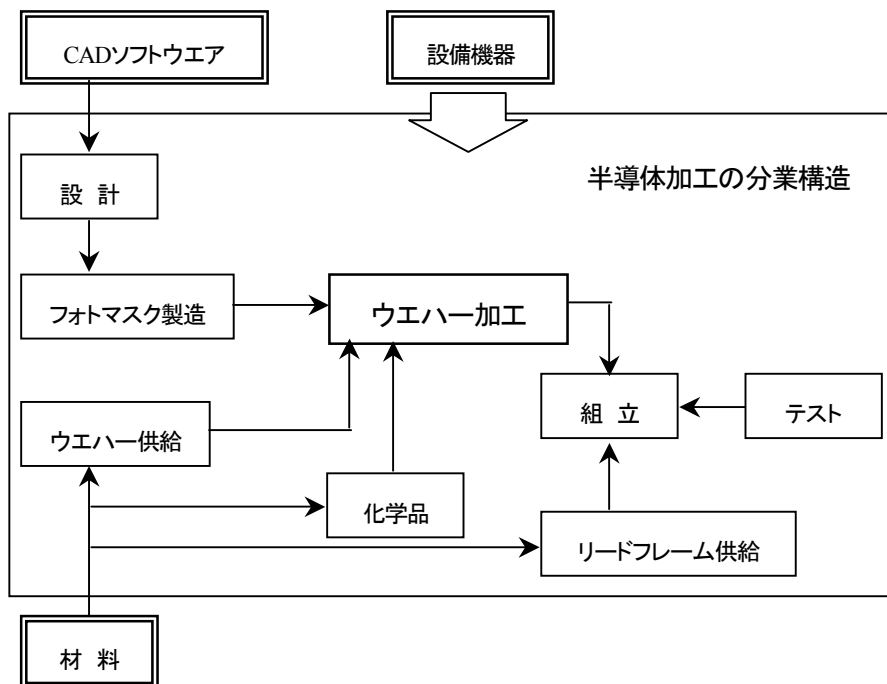 CADソフトウエア
設備機器
半導体加工の分業構造
設 計
フォトマスク製造
ウエハー加工
ウエハー供給
組 立
テスト
化学品
リードフレーム供給
材 料